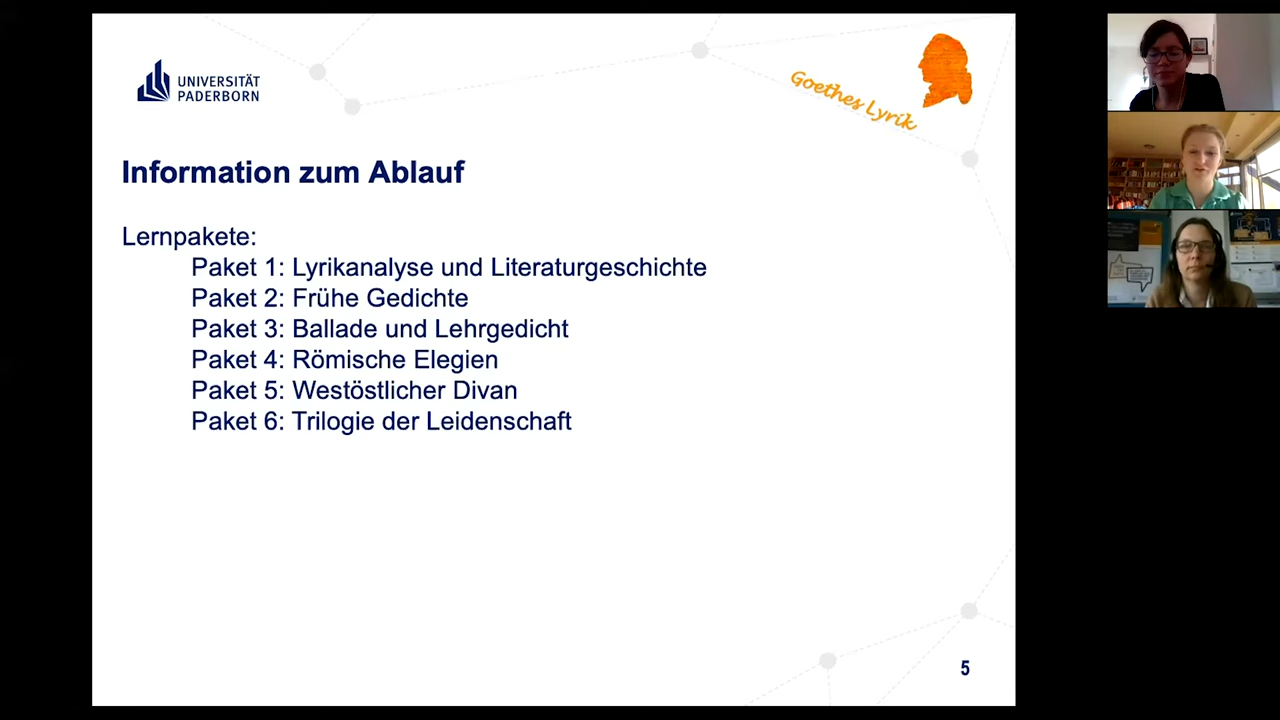 UNIVERSITÄT
PADERBORN
Goethes Lyrik
Information zum Ablauf
Lernpakete:
Paket 1: Lyrikanalyse und Literaturgeschichte
Paket 2: Frühe Gedichte
Paket 3: Ballade und Lehrgedicht
Paket 4: Römische Elegien
Paket 5: Westöstlicher Divan
Paket 6: Trilogie der Leidenschaft
5